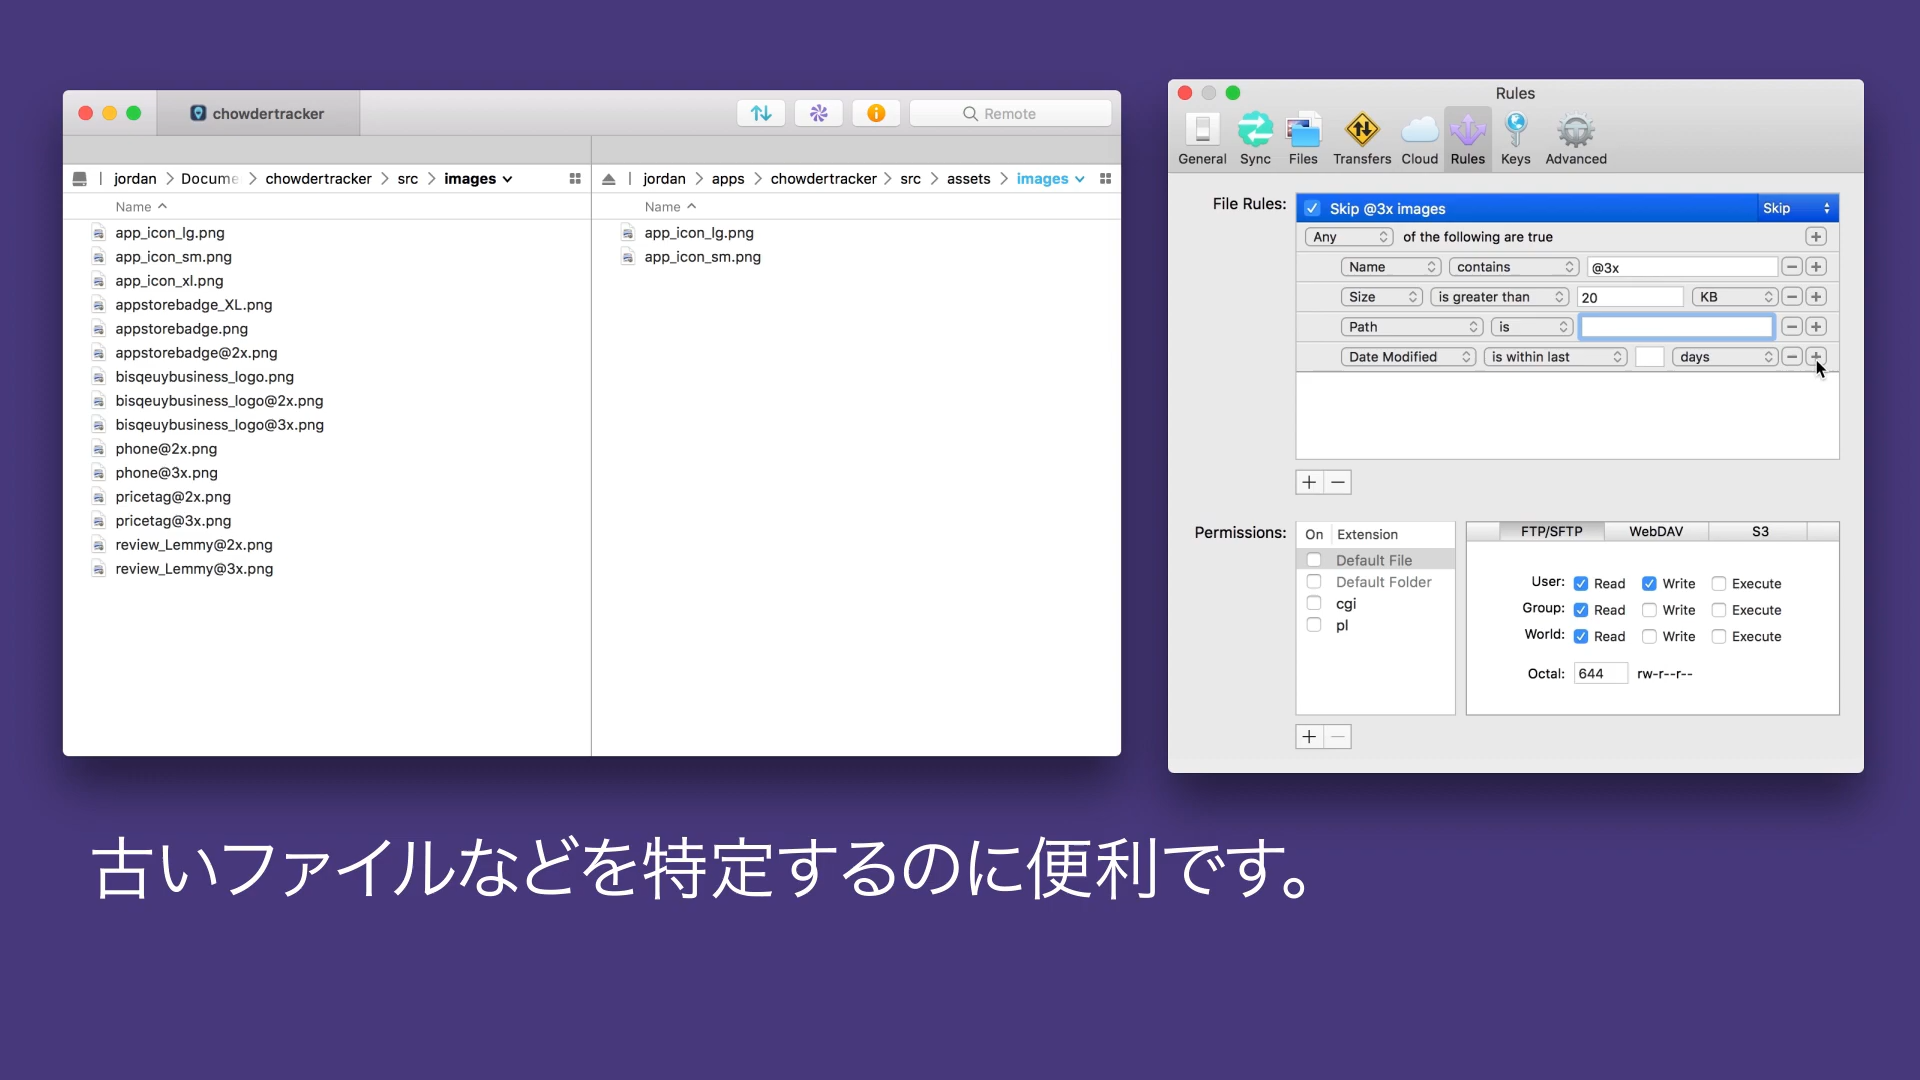 chowdertracker
Remote
jordan Docume chowdertracker src images
Name
app_icon_lg.png
app_icon_sm.png
app_icon_xl.png
appstorebadge_XL.png
appstorebadge.png
appstorebadge@2x.png
bisqeuybusiness_logo.png
bisqeuybusiness_logo@2x.png
bisqeuybusiness_logo@3x.png
phone@2x.png
phone@3x.png
pricetag@2x.png
pricetag@3x.png
review_Lemmy@2x.png
review_Lemmy@3x.png
jordan apps chowdertracker src assets images
Name
app_icon_lg.png
app_icon_sm.png
Rules
General Sync Files Transfers Cloud Rules Keys Advanced
File Rules: Skip @3x images Skip
Any of the following are true
Name contains @3x
Size is greater than 20 KB
Path is
Date Modified is within last days
Permissions:
On Extension
Default File
Default Folder
cgi
pl
FTP/SFTP WebDAV S3
User: Read Write Execute
Group: Read Write Execute
World: Read Write Execute
Octal: 644 rw-r--r--
古いファイルなどを特定するのに便利です。